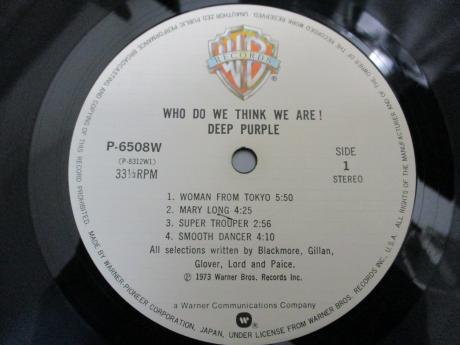 ALL RIGHTS OF THE MANUFACTURER AND OF THE OWNER OF THE RECORDED WORK RESERVED. UNAUTHORIZED PUBLIC PERFORMANCE, BROADCASTING AND COPYING OF THIS RECORD PROHIBITED.
WB
RECORDS
WHO DO WE THINK WE ARE!
DEEP PURPLE
P-6508W
(P-8312W1)
33⅓RPM
SIDE
1
STEREO
1. WOMAN FROM TOKYO 5:50
2. MARY LONG 4:25
3. SUPER TROUPER 2:56
4. SMOOTH DANCER 4:10
All selections written by Blackmore, Gillan,
Glover, Lord and Paice.
Ⓟ 1973 Warner Bros. Records Inc.
a Warner Communications Company
MADE BY WARNER-PIONEER CORPORATION, JAPAN, UNDER LICENSE FROM WARNER BROS. RECORDS INC. U.S.A.